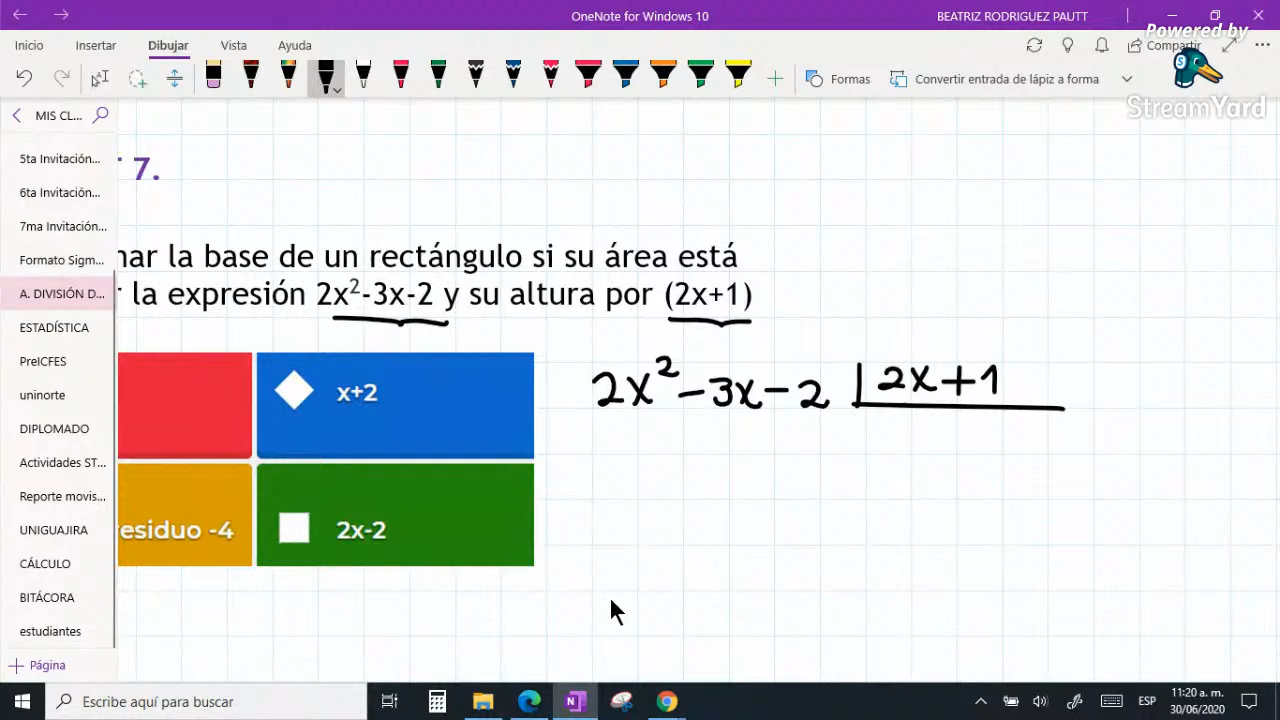 OneNote for Windows 10
BEATRIZ RODRIGUEZ PAUTT
Powered by
StreamYard
Inicio Insertar Dibujar Vista Ayuda
Compartir
Formas
Convertir entrada de lápiz a forma
MIS CL...
5ta Invitación...
6ta Invitación...
7ma Invitación...
Formato Sigm...
A. DIVISIÓN D...
ESTADÍSTICA
PreICFES
uninorte
DIPLOMADO
Actividades ST...
Reporte movis...
UNIGUAJIRA
CÁLCULO
BITÁCORA
estudiantes
Página
7.
nar la base de un rectángulo si su área está
r la expresión 2x²-3x-2 y su altura por (2x+1)
x+2
residuo -4
2x-2
2x²-3x-2 2x+1
Escribe aquí para buscar
ESP
11:20 a. m.
30/06/2020